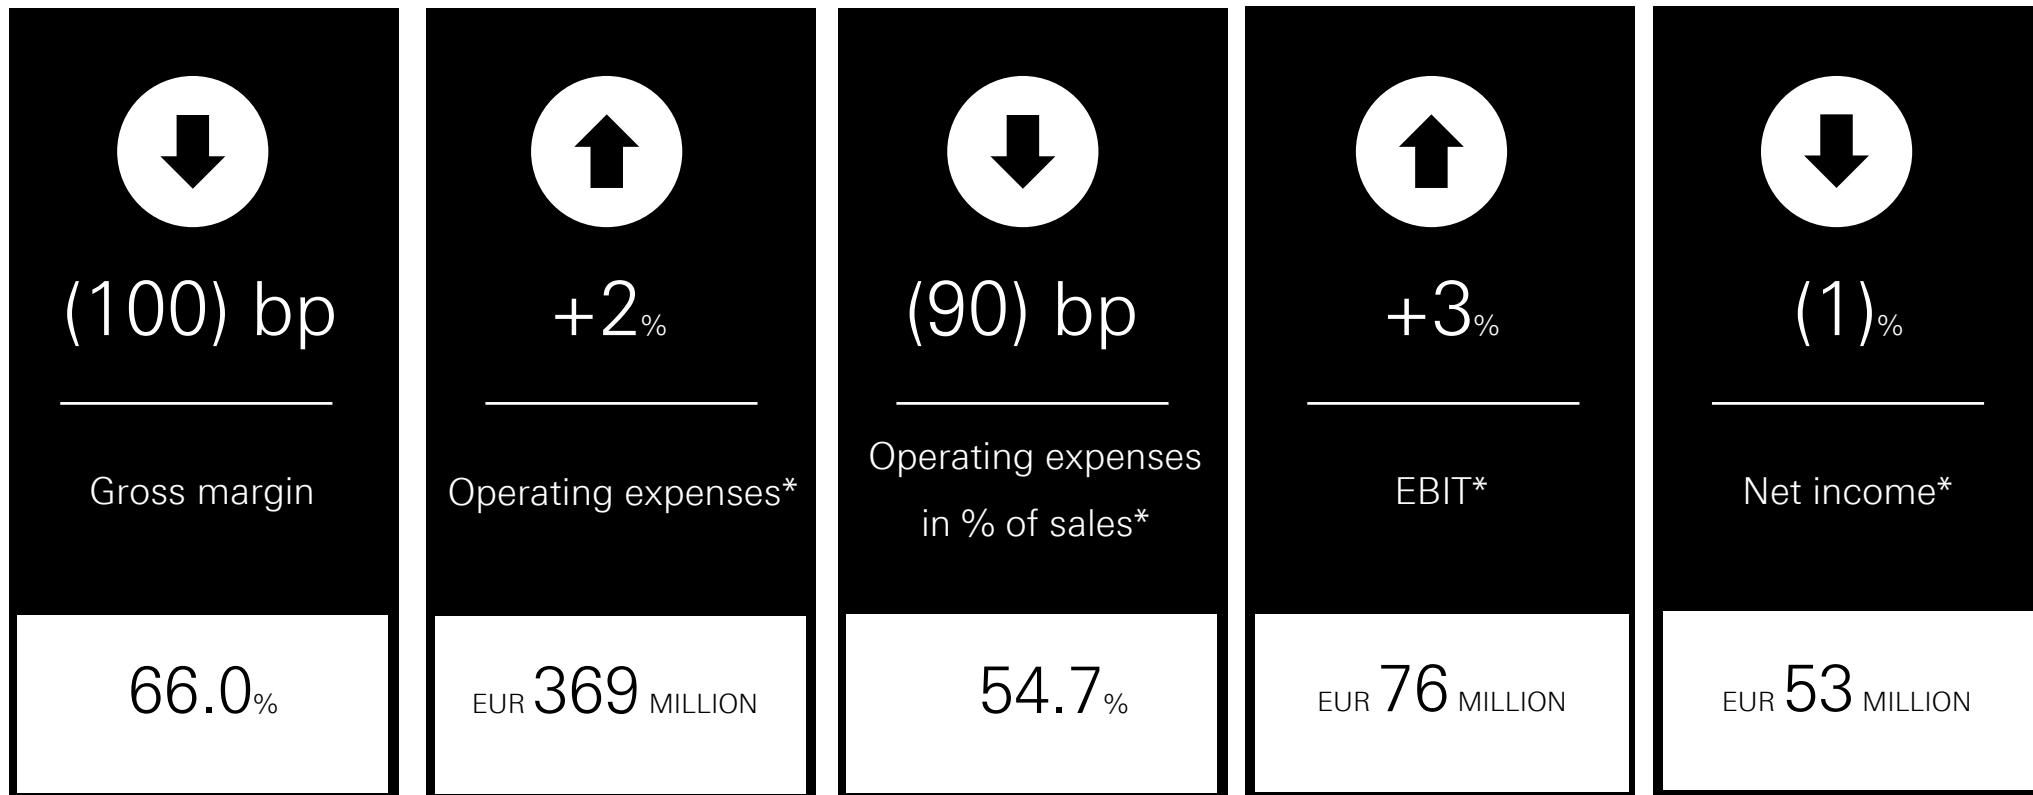 (100) bp
Gross margin
66.0%
+2%
Operating expenses*
EUR 369 MILLION
(90) bp
Operating expenses
in % of sales*
54.7%
+3%
EBIT*
EUR 76 MILLION
(1)%
Net income*
EUR 53 MILLION